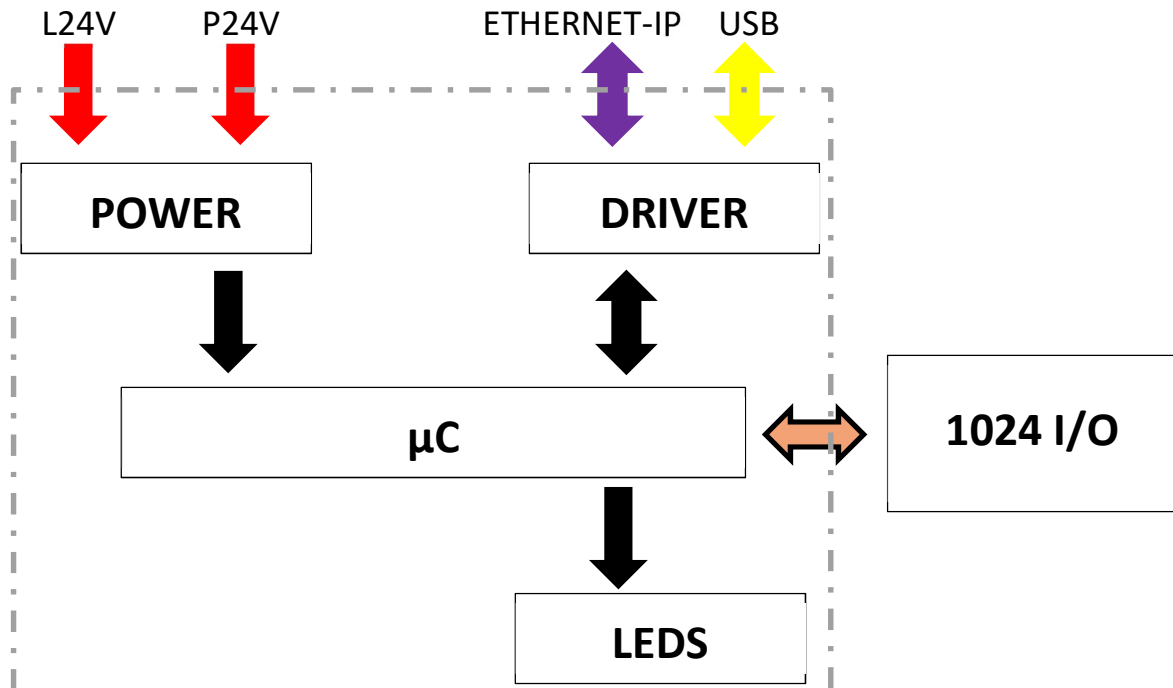 L24V
P24V
ETHERNET-IP
USB
POWER
DRIVER
µC
1024 I/O
LEDS